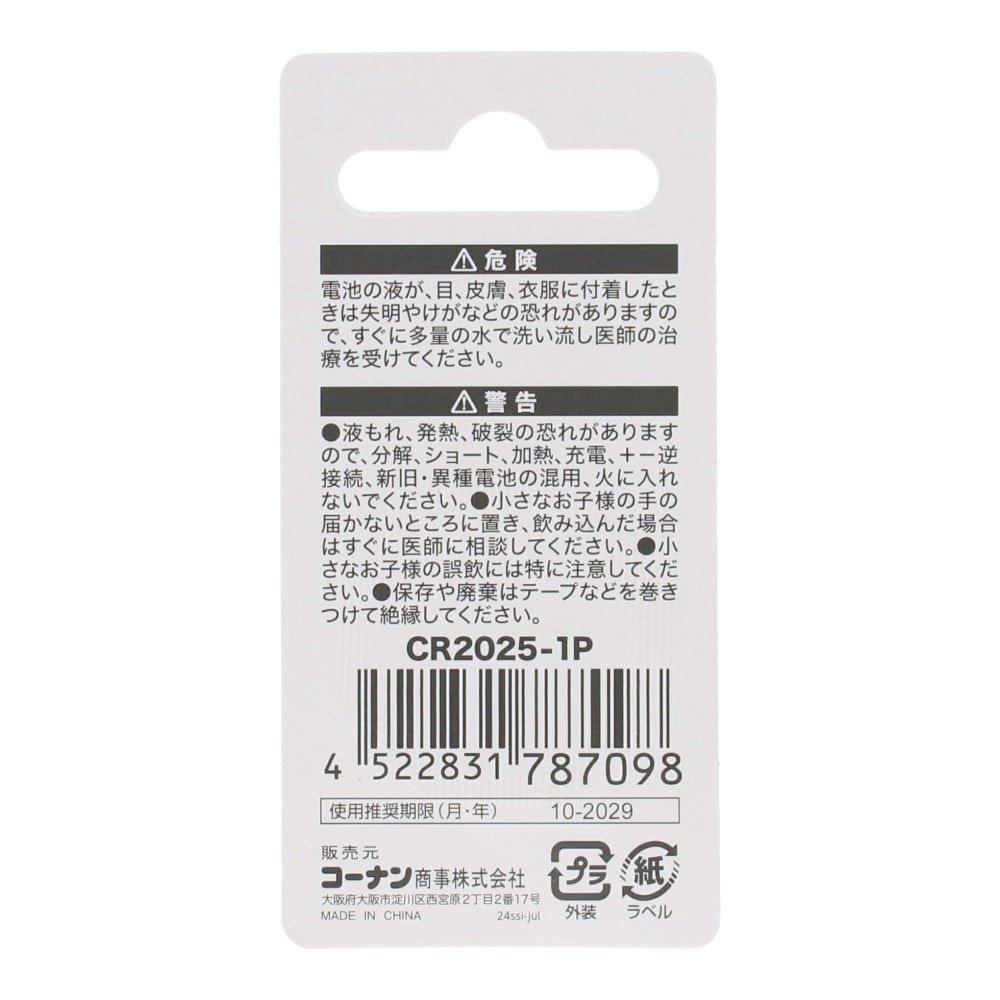 ⚠危険
電池の液が、目、皮膚、衣服に付着したと
きは失明やけがなどの恐れがありますの
で、すぐに多量の水で洗い流し医師の治
療を受けてください。
⚠警告
●液もれ、発熱、破裂の恐れがあります
ので、分解、ショート、加熱、充電、＋－逆
接続、新旧・異種電池の混用、火に入れ
ないでください。●小さなお子様の手の
届かないところに置き、飲み込んだ場合
はすぐに医師に相談してください。●小
さなお子様の誤飲には特に注意してくだ
さい。●保存や廃棄はテープなどを巻き
つけて絶縁してください。
CR2025-1P
4 522831 787098
使用推奨期限（月・年） 10-2029
販売元
コーナン商事株式会社
大阪府大阪市淀川区西宮原2丁目2番17号
MADE IN CHINA 24ssi-jul
プラ 紙
外装 ラベル